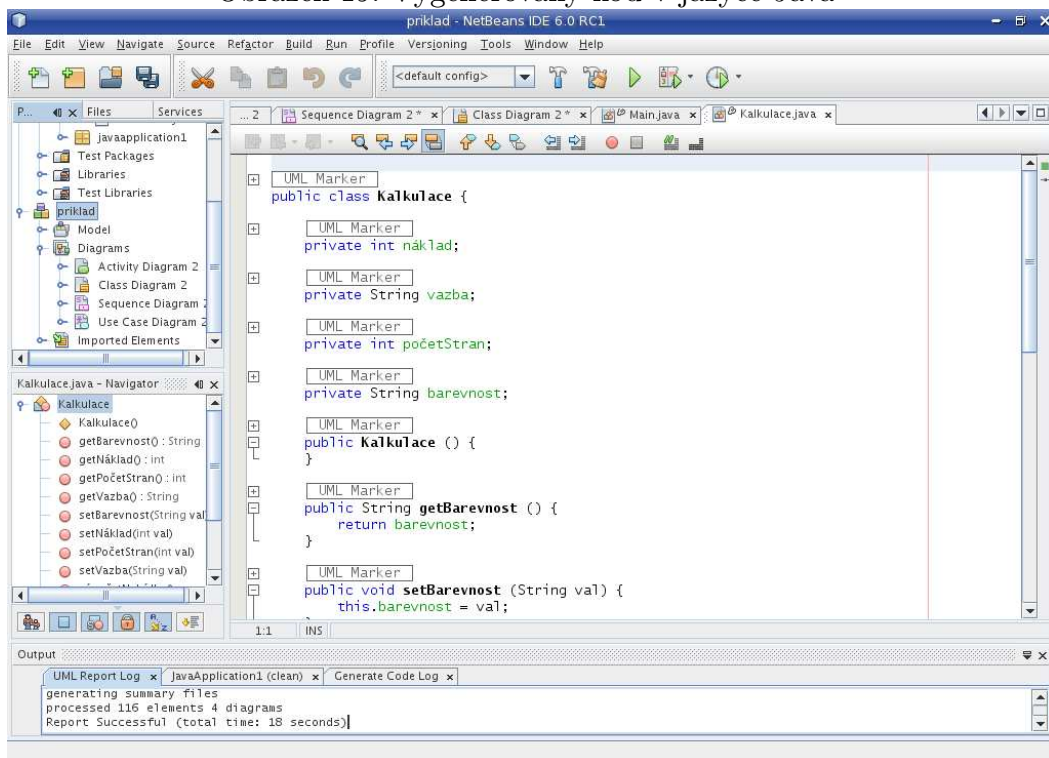 priklad - NetBeans IDE 6.0 RC1
File Edit View Navigate Source Refactor Build Run Profile Versioning Tools Window Help
<default config>
P... Files Services
... 2 Sequence Diagram 2 * Class Diagram 2 * Main.java Kalkulace.java
javaapplication1
Test Packages
Libraries
Test Libraries
priklad
Model
Diagrams
Activity Diagram 2
Class Diagram 2
Sequence Diagram 2
Use Case Diagram 2
Imported Elements
Kalkulace.java - Navigator
Kalkulace
Kalkulace()
getBarevnost() : String
getNáklad() : int
getPočetStran() : int
getVazba() : String
setBarevnost(String val
setNáklad(int val)
setPočetStran(int val)
setVazba(String val)
UML Marker
public class Kalkulace {
UML Marker
private int náklad;
UML Marker
private String vazba;
UML Marker
private int početStran;
UML Marker
private String barevnost;
UML Marker
public Kalkulace () {
}
UML Marker
public String getBarevnost () {
return barevnost;
}
UML Marker
public void setBarevnost (String val) {
this.barevnost = val;
1:1 INS
Output
UML Report Log JavaApplication1 (clean) Generate Code Log
generating summary files
processed 116 elements 4 diagrams
Report Successful (total time: 18 seconds)